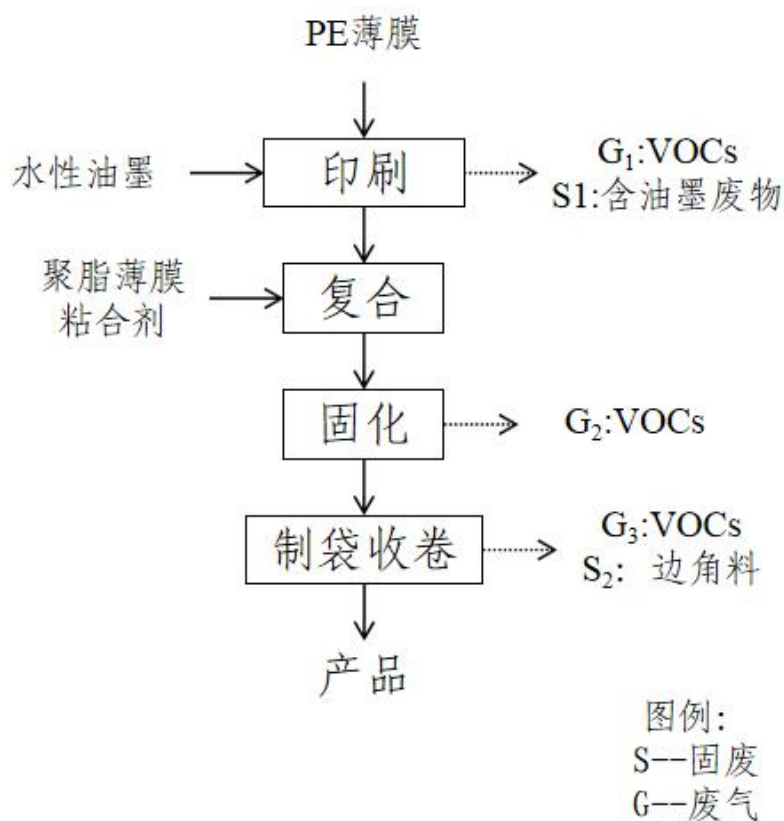 PE薄膜
水性油墨
印刷
G₁:VOCs
S1:含油墨废物
聚脂薄膜
粘合剂
复合
固化
G₂:VOCs
制袋收卷
G₃:VOCs
S₂: 边角料
产品
图例:
S--固废
G--废气